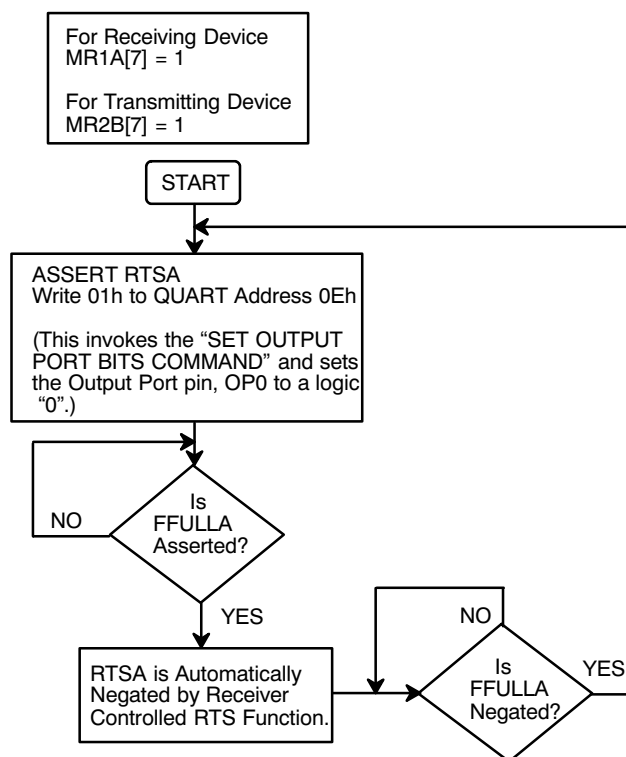 For Receiving Device
MR1A[7] = 1
For Transmitting Device
MR2B[7] = 1
START
ASSERT RTSA
Write 01h to QUART Address 0Eh
(This invokes the “SET OUTPUT
PORT BITS COMMAND” and sets
the Output Port pin, OP0 to a logic
“0”.)
Is
FFULLA
Asserted?
NO
YES
RTSA is Automatically
Negated by Receiver
Controlled RTS Function.
NO
Is
FFULLA
Negated?
YES